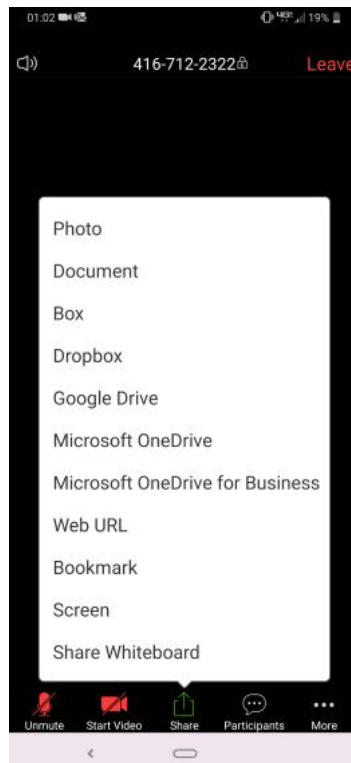 01:02 4G 19%
416-712-2322 Leave
Photo
Document
Box
Dropbox
Google Drive
Microsoft OneDrive
Microsoft OneDrive for Business
Web URL
Bookmark
Screen
Share Whiteboard
Unmute Start Video Share Participants More